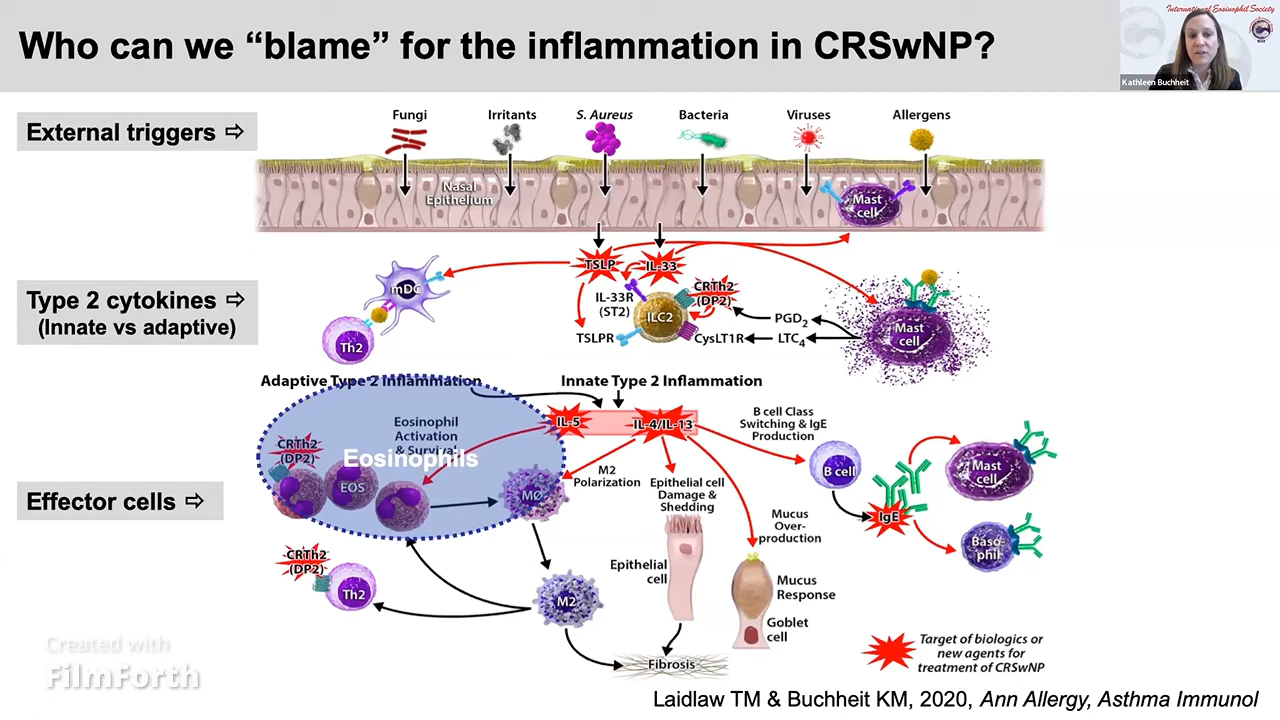 Who can we “blame” for the inflammation in CRSwNP?
International Eosinophil Society
Kathleen Buchheit
External triggers ⇨
Fungi
Irritants
S. Aureus
Bacteria
Viruses
Allergens
Nasal
Epithelium
Mast
cell
TSLP
IL-33
mDC
Th2
IL-33R
(ST2)
CRTh2
(DP2)
ILC2
TSLPR
CysLT1R
PGD2
LTC4
Mast
cell
Type 2 cytokines ⇨
(Innate vs adaptive)
Adaptive Type 2 Inflammation
Innate Type 2 Inflammation
IL-5
IL-4/IL-13
B cell Class
Switching & IgE
Production
Eosinophil
Activation
& Survival
Eosinophils
CRTh2
(DP2)
EOS
MØ
M2
Polarization
Epithelial cell
Damage &
Shedding
Mucus
Over-
production
B cell
IgE
Mast
cell
Baso-
phil
Effector cells ⇨
CRTh2
(DP2)
Th2
M2
Epithelial
cell
Mucus
Response
Goblet
cell
Fibrosis
Target of biologics or
new agents for
treatment of CRSwNP
Created with
FilmForth
Laidlaw TM & Buchheit KM, 2020, Ann Allergy, Asthma Immunol